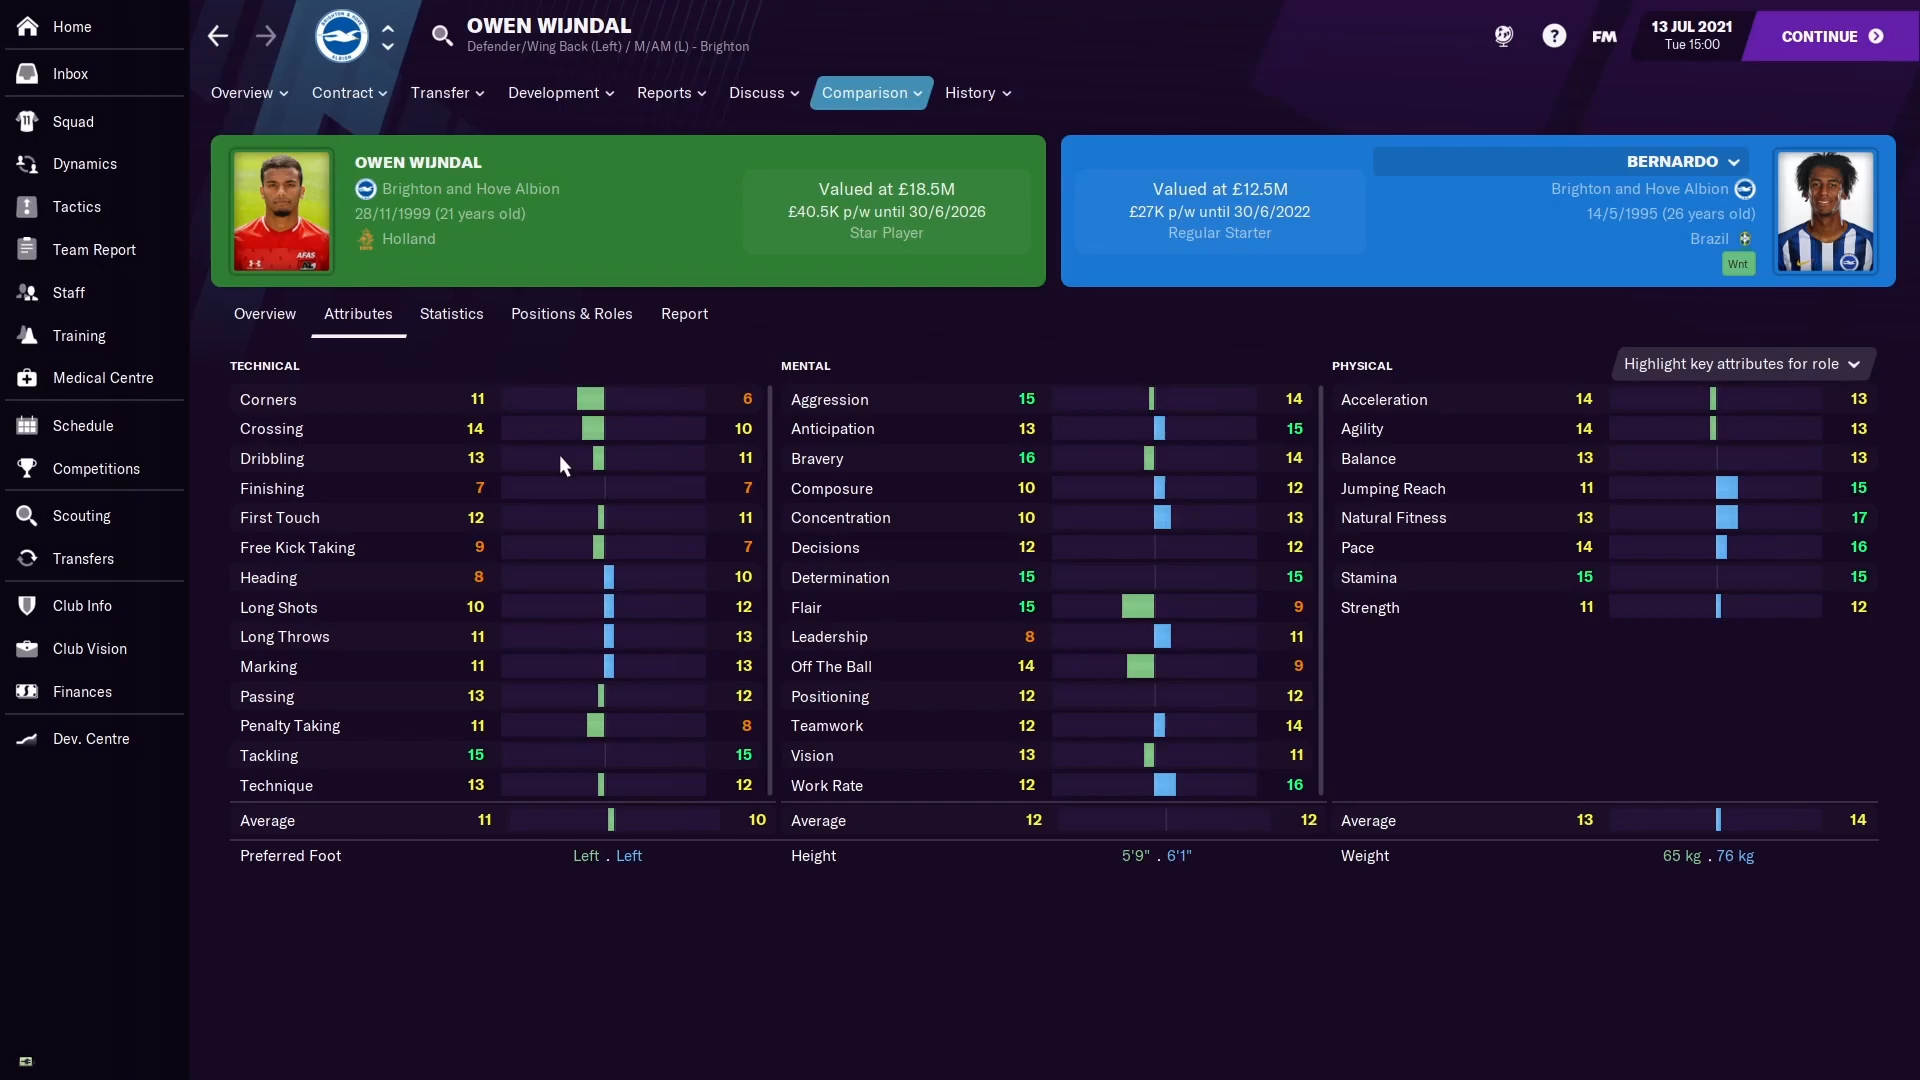 Home
Inbox
Squad
Dynamics
Tactics
Team Report
Staff
Training
Medical Centre
Schedule
Competitions
Scouting
Transfers
Club Info
Club Vision
Finances
Dev. Centre
OWEN WIJNDAL
Defender/Wing Back (Left) / M/AM (L) - Brighton
FM
13 JUL 2021
Tue 15:00
CONTINUE
Overview Contract Transfer Development Reports Discuss Comparison History
OWEN WIJNDAL
Brighton and Hove Albion
28/11/1999 (21 years old)
Holland
Valued at £18.5M
£40.5K p/w until 30/6/2026
Star Player
Valued at £12.5M
£27K p/w until 30/6/2022
Regular Starter
BERNARDO
Brighton and Hove Albion
14/5/1995 (26 years old)
Brazil
Wnt
Overview Attributes Statistics Positions & Roles Report
Highlight key attributes for role
TECHNICAL
Corners 11 6
Crossing 14 10
Dribbling 13 11
Finishing 7 7
First Touch 12 11
Free Kick Taking 9 7
Heading 8 10
Long Shots 10 12
Long Throws 11 13
Marking 11 13
Passing 13 12
Penalty Taking 11 8
Tackling 15 15
Technique 13 12
Average 11 10
Preferred Foot Left . Left
MENTAL
Aggression 15 14
Anticipation 13 15
Bravery 16 14
Composure 10 12
Concentration 10 13
Decisions 12 12
Determination 15 15
Flair 15 9
Leadership 8 11
Off The Ball 14 9
Positioning 12 12
Teamwork 12 14
Vision 13 11
Work Rate 12 16
Average 12 12
Height 5'9" . 6'1"
PHYSICAL
Acceleration 14 13
Agility 14 13
Balance 13 13
Jumping Reach 11 15
Natural Fitness 13 17
Pace 14 16
Stamina 15 15
Strength 11 12
Average 13 14
Weight 65 kg . 76 kg